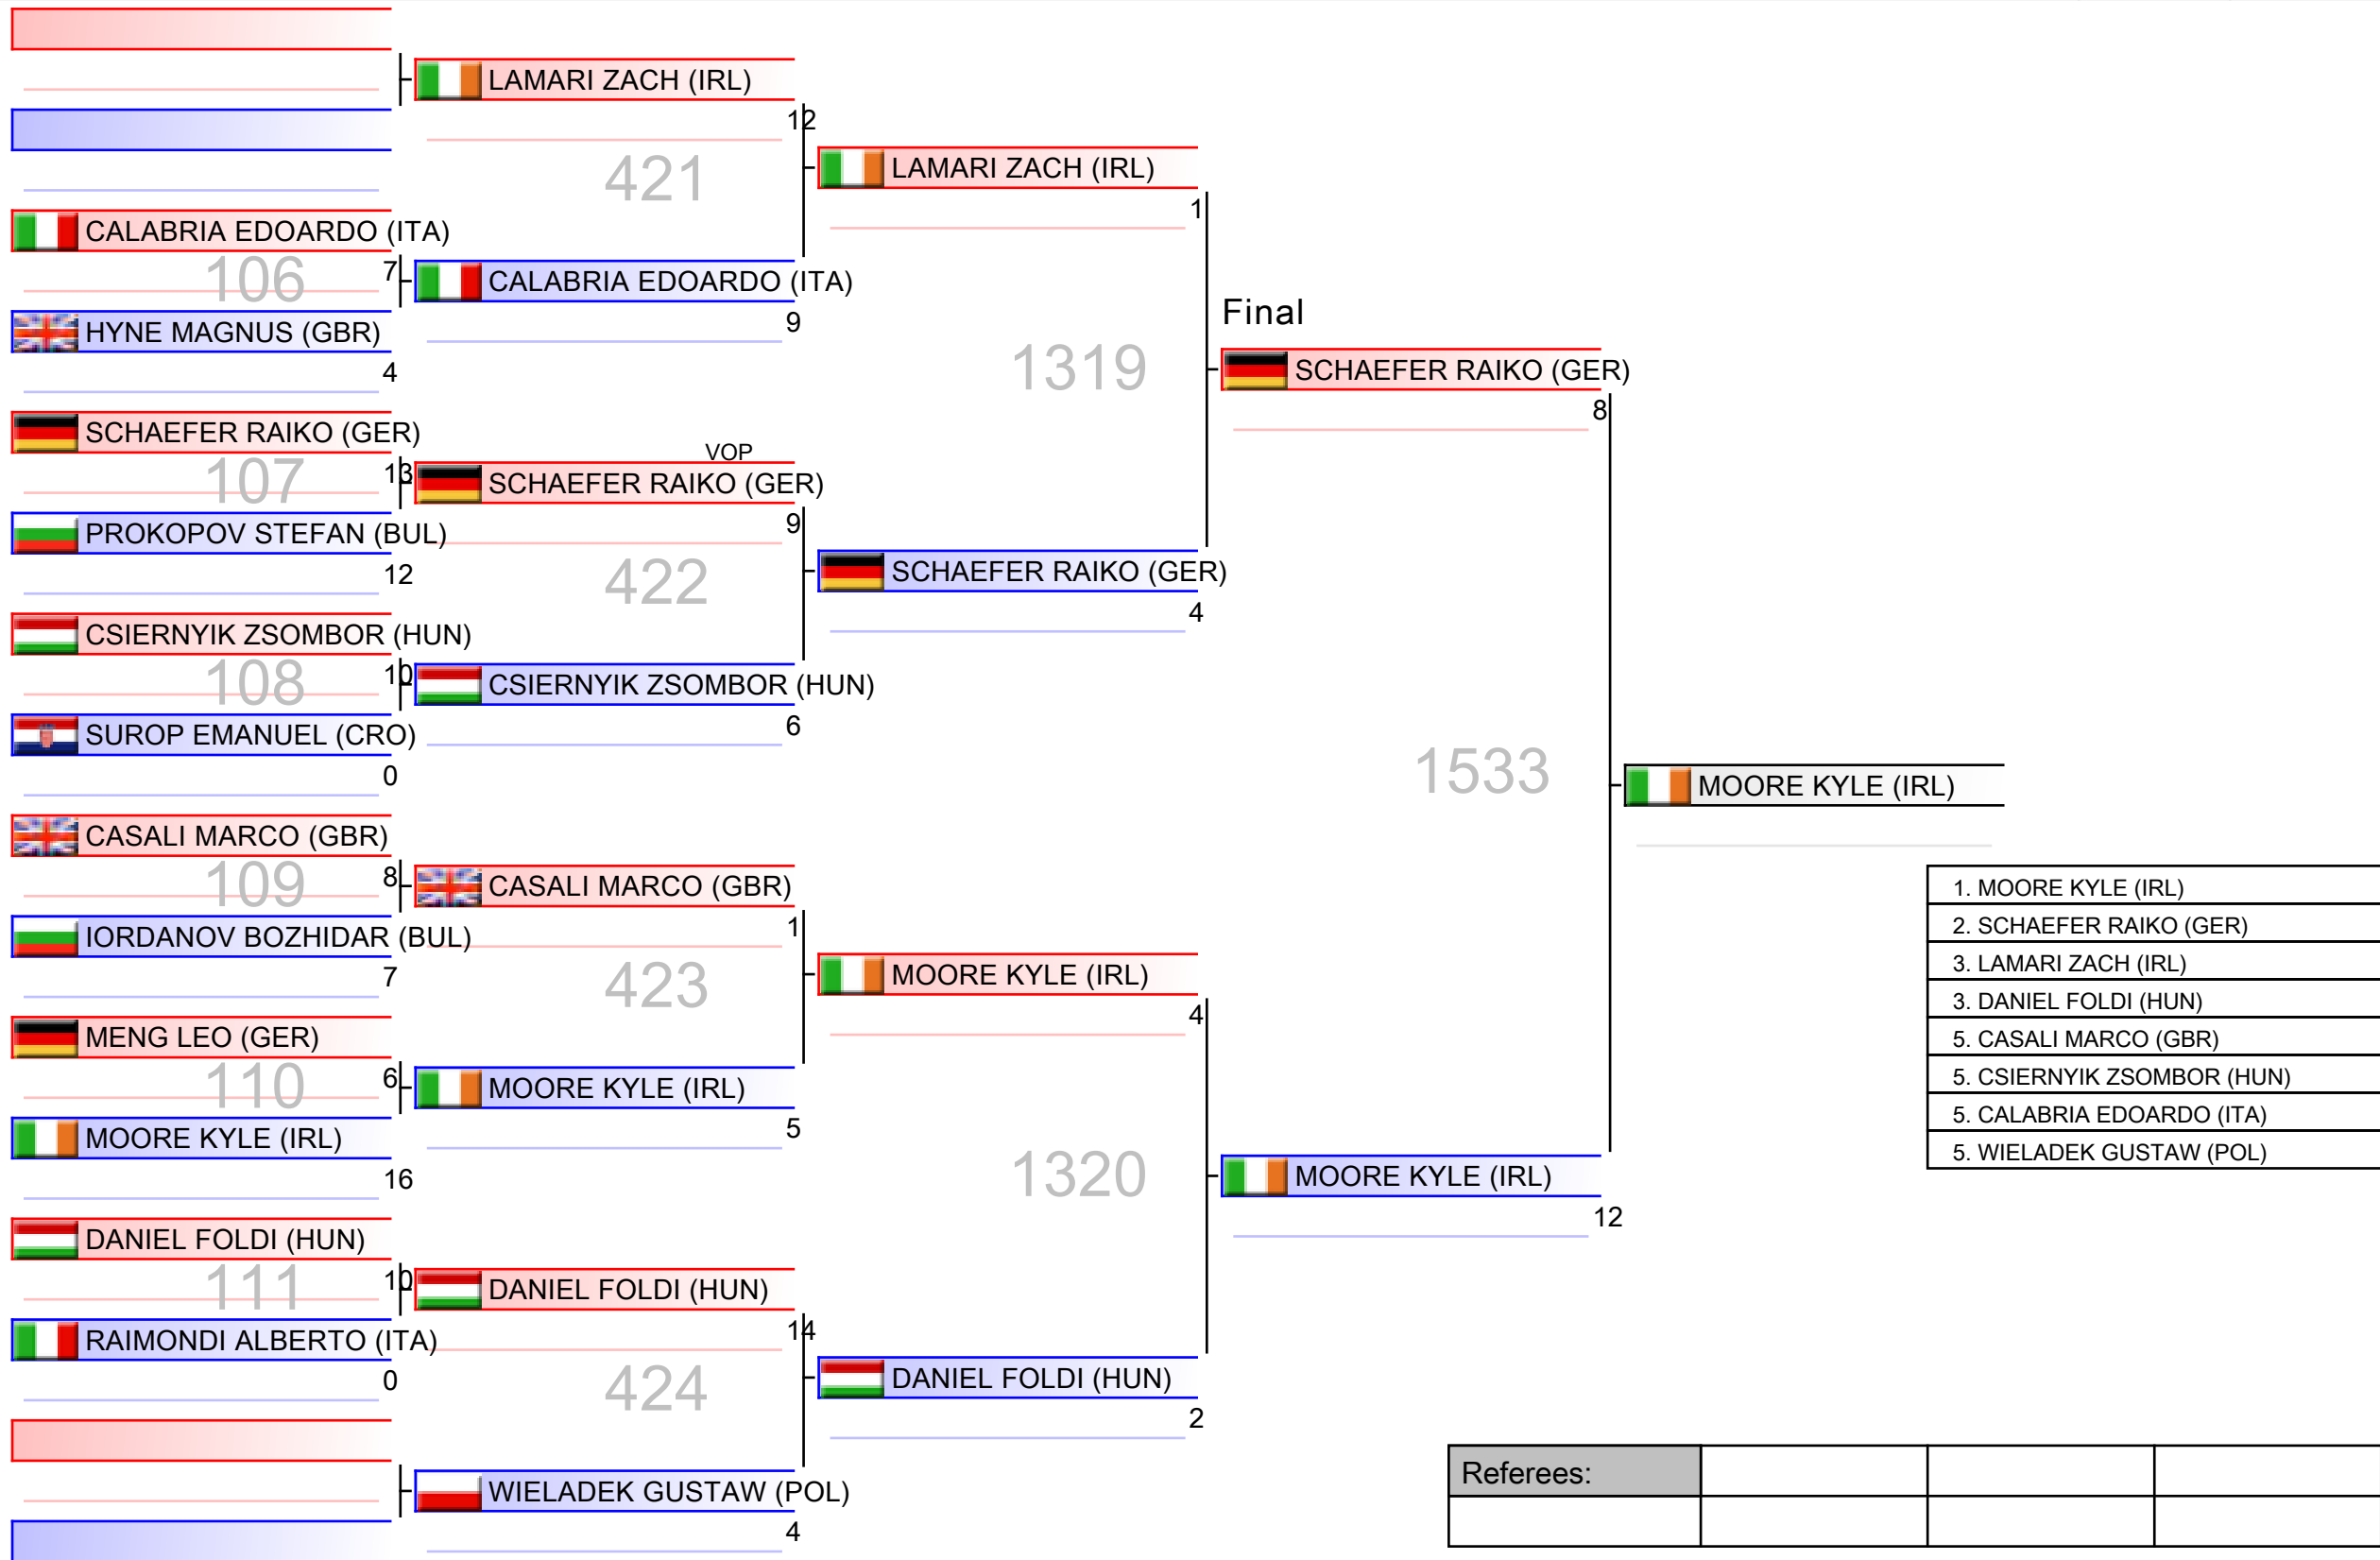 LAMARI ZACH (IRL)
12
421
LAMARI ZACH (IRL)
1
CALABRIA EDOARDO (ITA)
106
7
CALABRIA EDOARDO (ITA)
9
HYNE MAGNUS (GBR)
4
1319
Final
SCHAEFER RAIKO (GER)
8
SCHAEFER RAIKO (GER)
107
13
VOP
SCHAEFER RAIKO (GER)
9
PROKOPOV STEFAN (BUL)
12
422
SCHAEFER RAIKO (GER)
4
CSIERNYIK ZSOMBOR (HUN)
108
10
CSIERNYIK ZSOMBOR (HUN)
6
SUROP EMANUEL (CRO)
0
1533
MOORE KYLE (IRL)
CASALI MARCO (GBR)
109
8
CASALI MARCO (GBR)
1
IORDANOV BOZHIDAR (BUL)
7
423
MOORE KYLE (IRL)
4
MENG LEO (GER)
110
6
MOORE KYLE (IRL)
5
MOORE KYLE (IRL)
16
1320
MOORE KYLE (IRL)
12
DANIEL FOLDI (HUN)
111
10
DANIEL FOLDI (HUN)
14
RAIMONDI ALBERTO (ITA)
0
424
DANIEL FOLDI (HUN)
2
WIELADEK GUSTAW (POL)
4
1. MOORE KYLE (IRL)
2. SCHAEFER RAIKO (GER)
3. LAMARI ZACH (IRL)
3. DANIEL FOLDI (HUN)
5. CASALI MARCO (GBR)
5. CSIERNYIK ZSOMBOR (HUN)
5. CALABRIA EDOARDO (ITA)
5. WIELADEK GUSTAW (POL)
Referees: